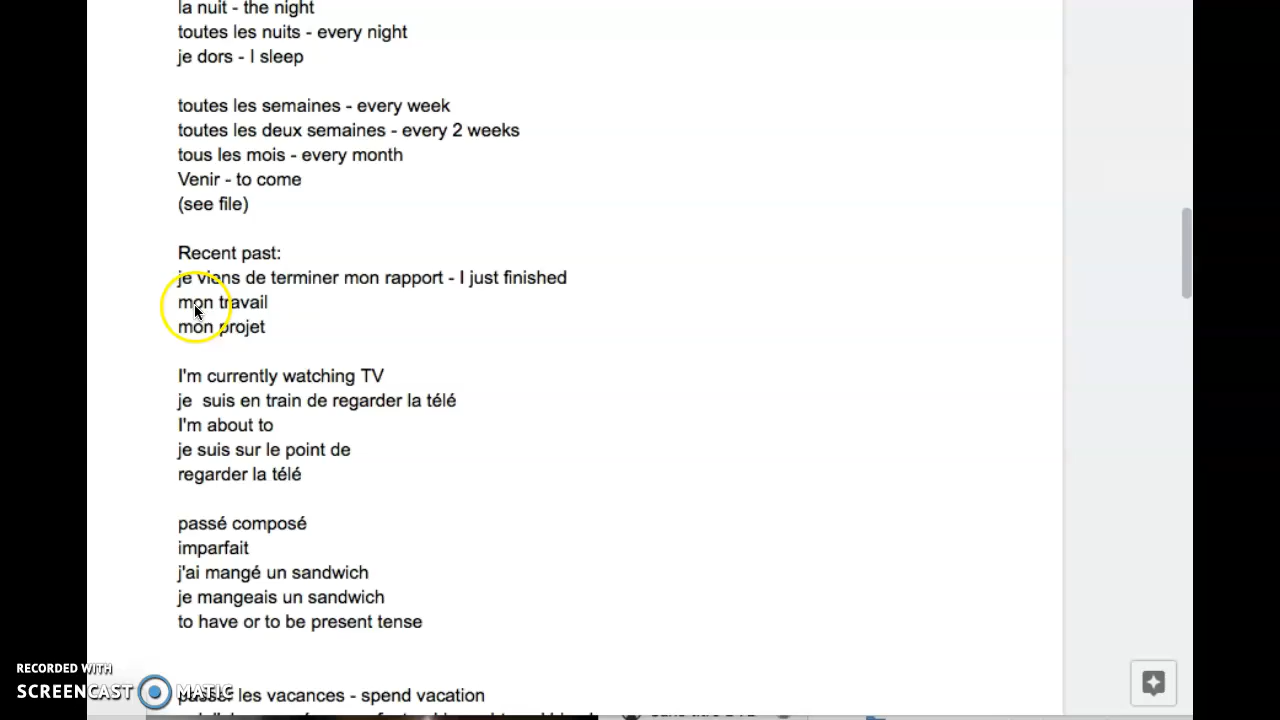 la nuit - the night
toutes les nuits - every night
je dors - I sleep
toutes les semaines - every week
toutes les deux semaines - every 2 weeks
tous les mois - every month
Venir - to come
(see file)
Recent past:
je viens de terminer mon rapport - I just finished
mon travail
mon projet
I'm currently watching TV
je  suis en train de regarder la télé
I'm about to
je suis sur le point de
regarder la télé
passé composé
imparfait
j'ai mangé un sandwich
je mangeais un sandwich
to have or to be present tense
passer les vacances - spend vacation
RECORDED WITH
SCREENCAST MATIC